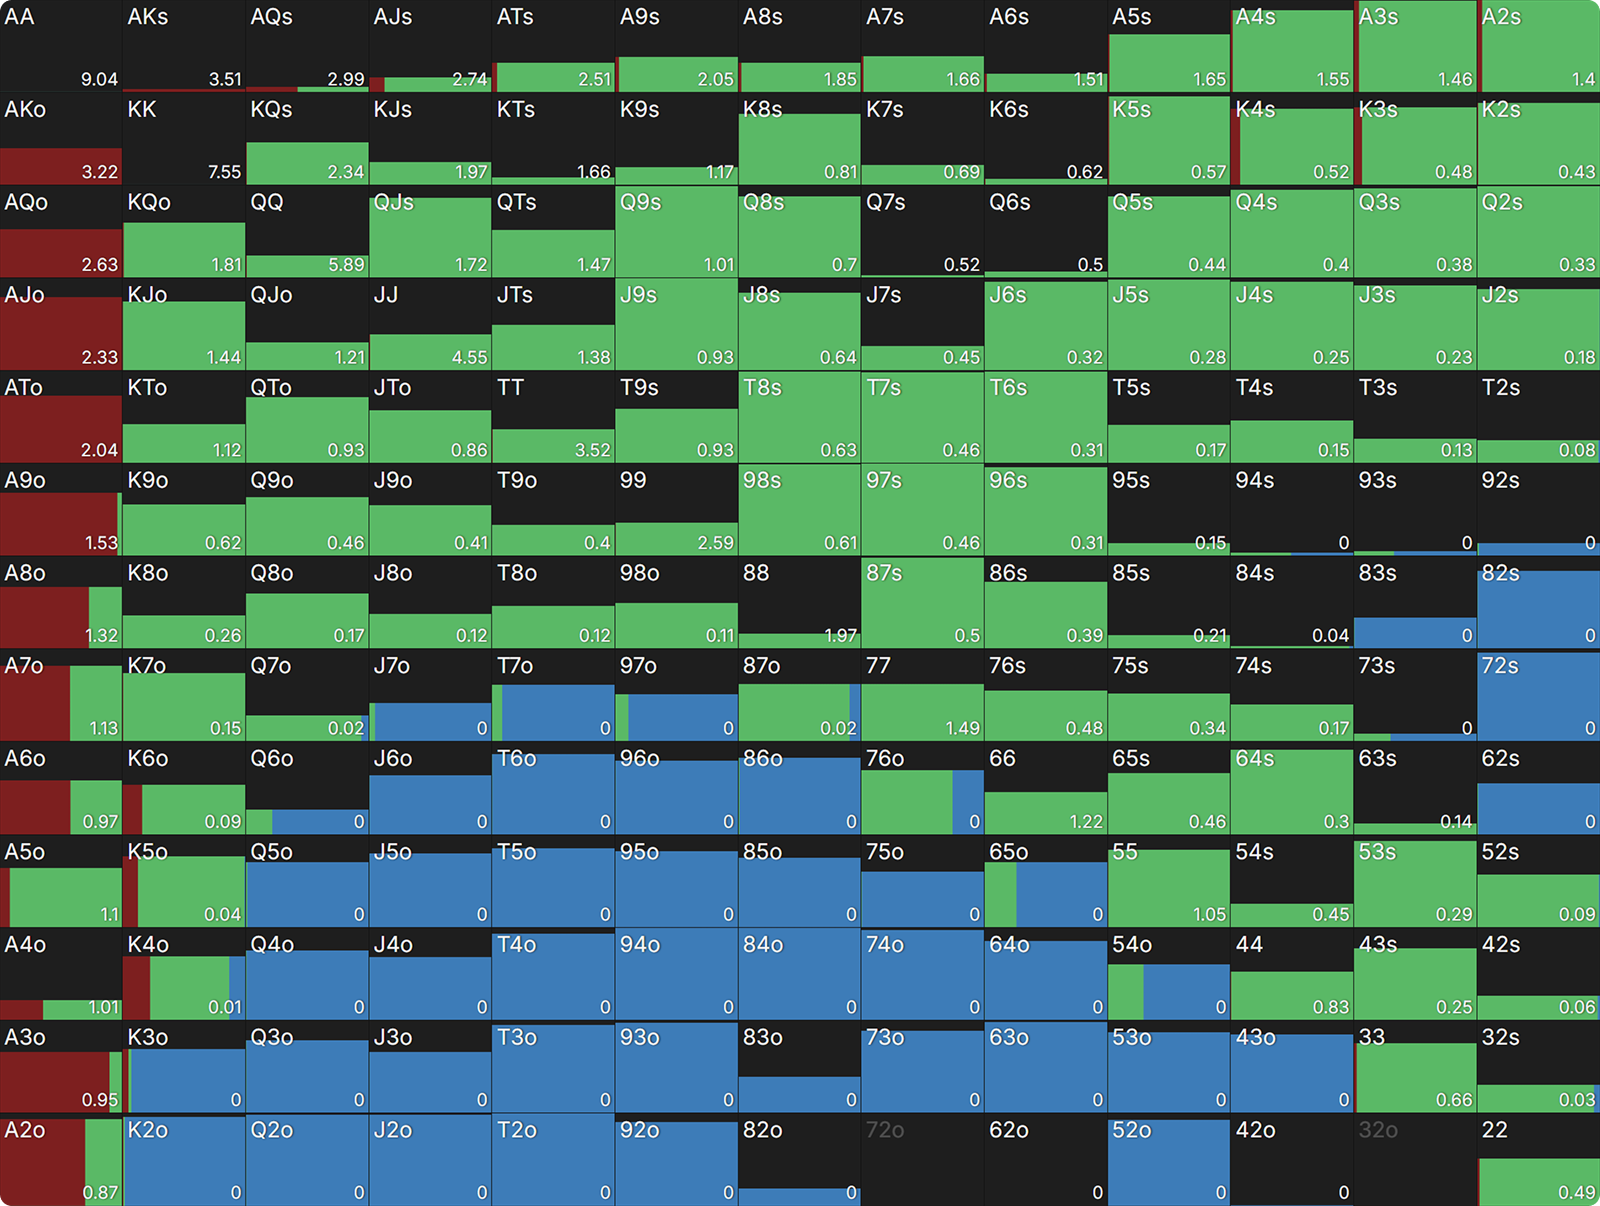 AA AKs AQs AJs ATs A9s A8s A7s A6s A5s A4s A3s A2s
9.04 3.51 2.99 2.74 2.51 2.05 1.85 1.66 1.51 1.65 1.55 1.46 1.4
AKo KK KQs KJs KTs K9s K8s K7s K6s K5s K4s K3s K2s
3.22 7.55 2.34 1.97 1.66 1.17 0.81 0.69 0.62 0.57 0.52 0.48 0.43
AQo KQo QQ QJs QTs Q9s Q8s Q7s Q6s Q5s Q4s Q3s Q2s
2.63 1.81 5.89 1.72 1.47 1.01 0.7 0.52 0.5 0.44 0.4 0.38 0.33
AJo KJo QJo JJ JTs J9s J8s J7s J6s J5s J4s J3s J2s
2.33 1.44 1.21 4.55 1.38 0.93 0.64 0.45 0.32 0.28 0.25 0.23 0.18
ATo KTo QTo JTo TT T9s T8s T7s T6s T5s T4s T3s T2s
2.04 1.12 0.93 0.86 3.52 0.93 0.63 0.46 0.31 0.17 0.15 0.13 0.08
A9o K9o Q9o J9o T9o 99 98s 97s 96s 95s 94s 93s 92s
1.53 0.62 0.46 0.41 0.4 2.59 0.61 0.46 0.31 0.15 0 0 0
A8o K8o Q8o J8o T8o 98o 88 87s 86s 85s 84s 83s 82s
1.32 0.26 0.17 0.12 0.12 0.11 1.97 0.5 0.39 0.21 0.04 0 0
A7o K7o Q7o J7o T7o 97o 87o 77 76s 75s 74s 73s 72s
1.13 0.15 0.02 0 0 0 0.02 1.49 0.48 0.34 0.17 0 0
A6o K6o Q6o J6o T6o 96o 86o 76o 66 65s 64s 63s 62s
0.97 0.09 0 0 0 0 0 0 1.22 0.46 0.3 0.14 0
A5o K5o Q5o J5o T5o 95o 85o 75o 65o 55 54s 53s 52s
1.1 0.04 0 0 0 0 0 0 0 1.05 0.45 0.29 0.09
A4o K4o Q4o J4o T4o 94o 84o 74o 64o 54o 44 43s 42s
1.01 0.01 0 0 0 0 0 0 0 0 0.83 0.25 0.06
A3o K3o Q3o J3o T3o 93o 83o 73o 63o 53o 43o 33 32s
0.95 0 0 0 0 0 0 0 0 0 0 0.66 0.03
A2o K2o Q2o J2o T2o 92o 82o 72o 62o 52o 42o 32o 22
0.87 0 0 0 0 0 0 0 0 0 0.49